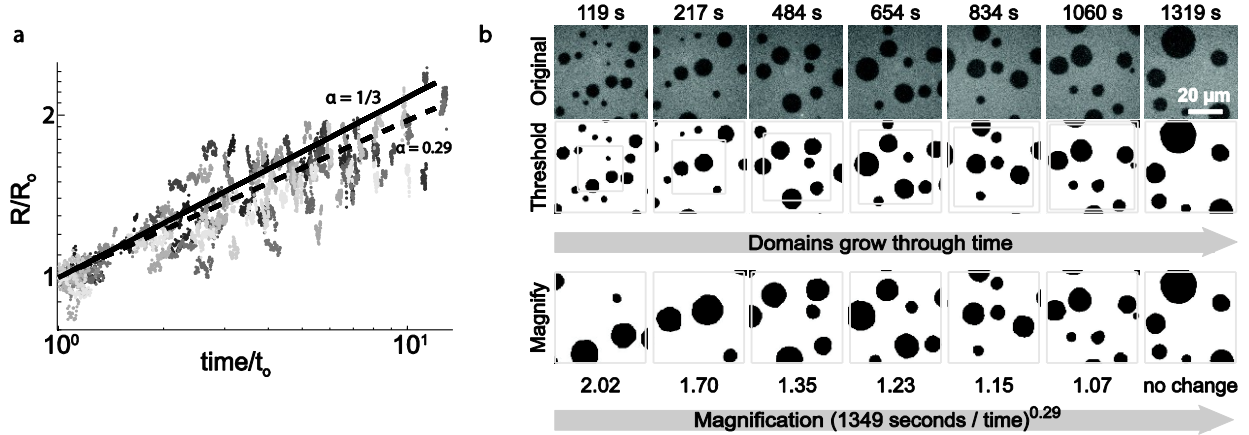 a
α = 1/3
α = 0.29
2
1
R/Ro
10⁰
10¹
time/to
b
119 s 217 s 484 s 654 s 834 s 1060 s 1319 s
Original
20 µm
Threshold
Domains grow through time
Magnify
2.02 1.70 1.35 1.23 1.15 1.07 no change
Magnification (1349 seconds / time)⁰·²⁹